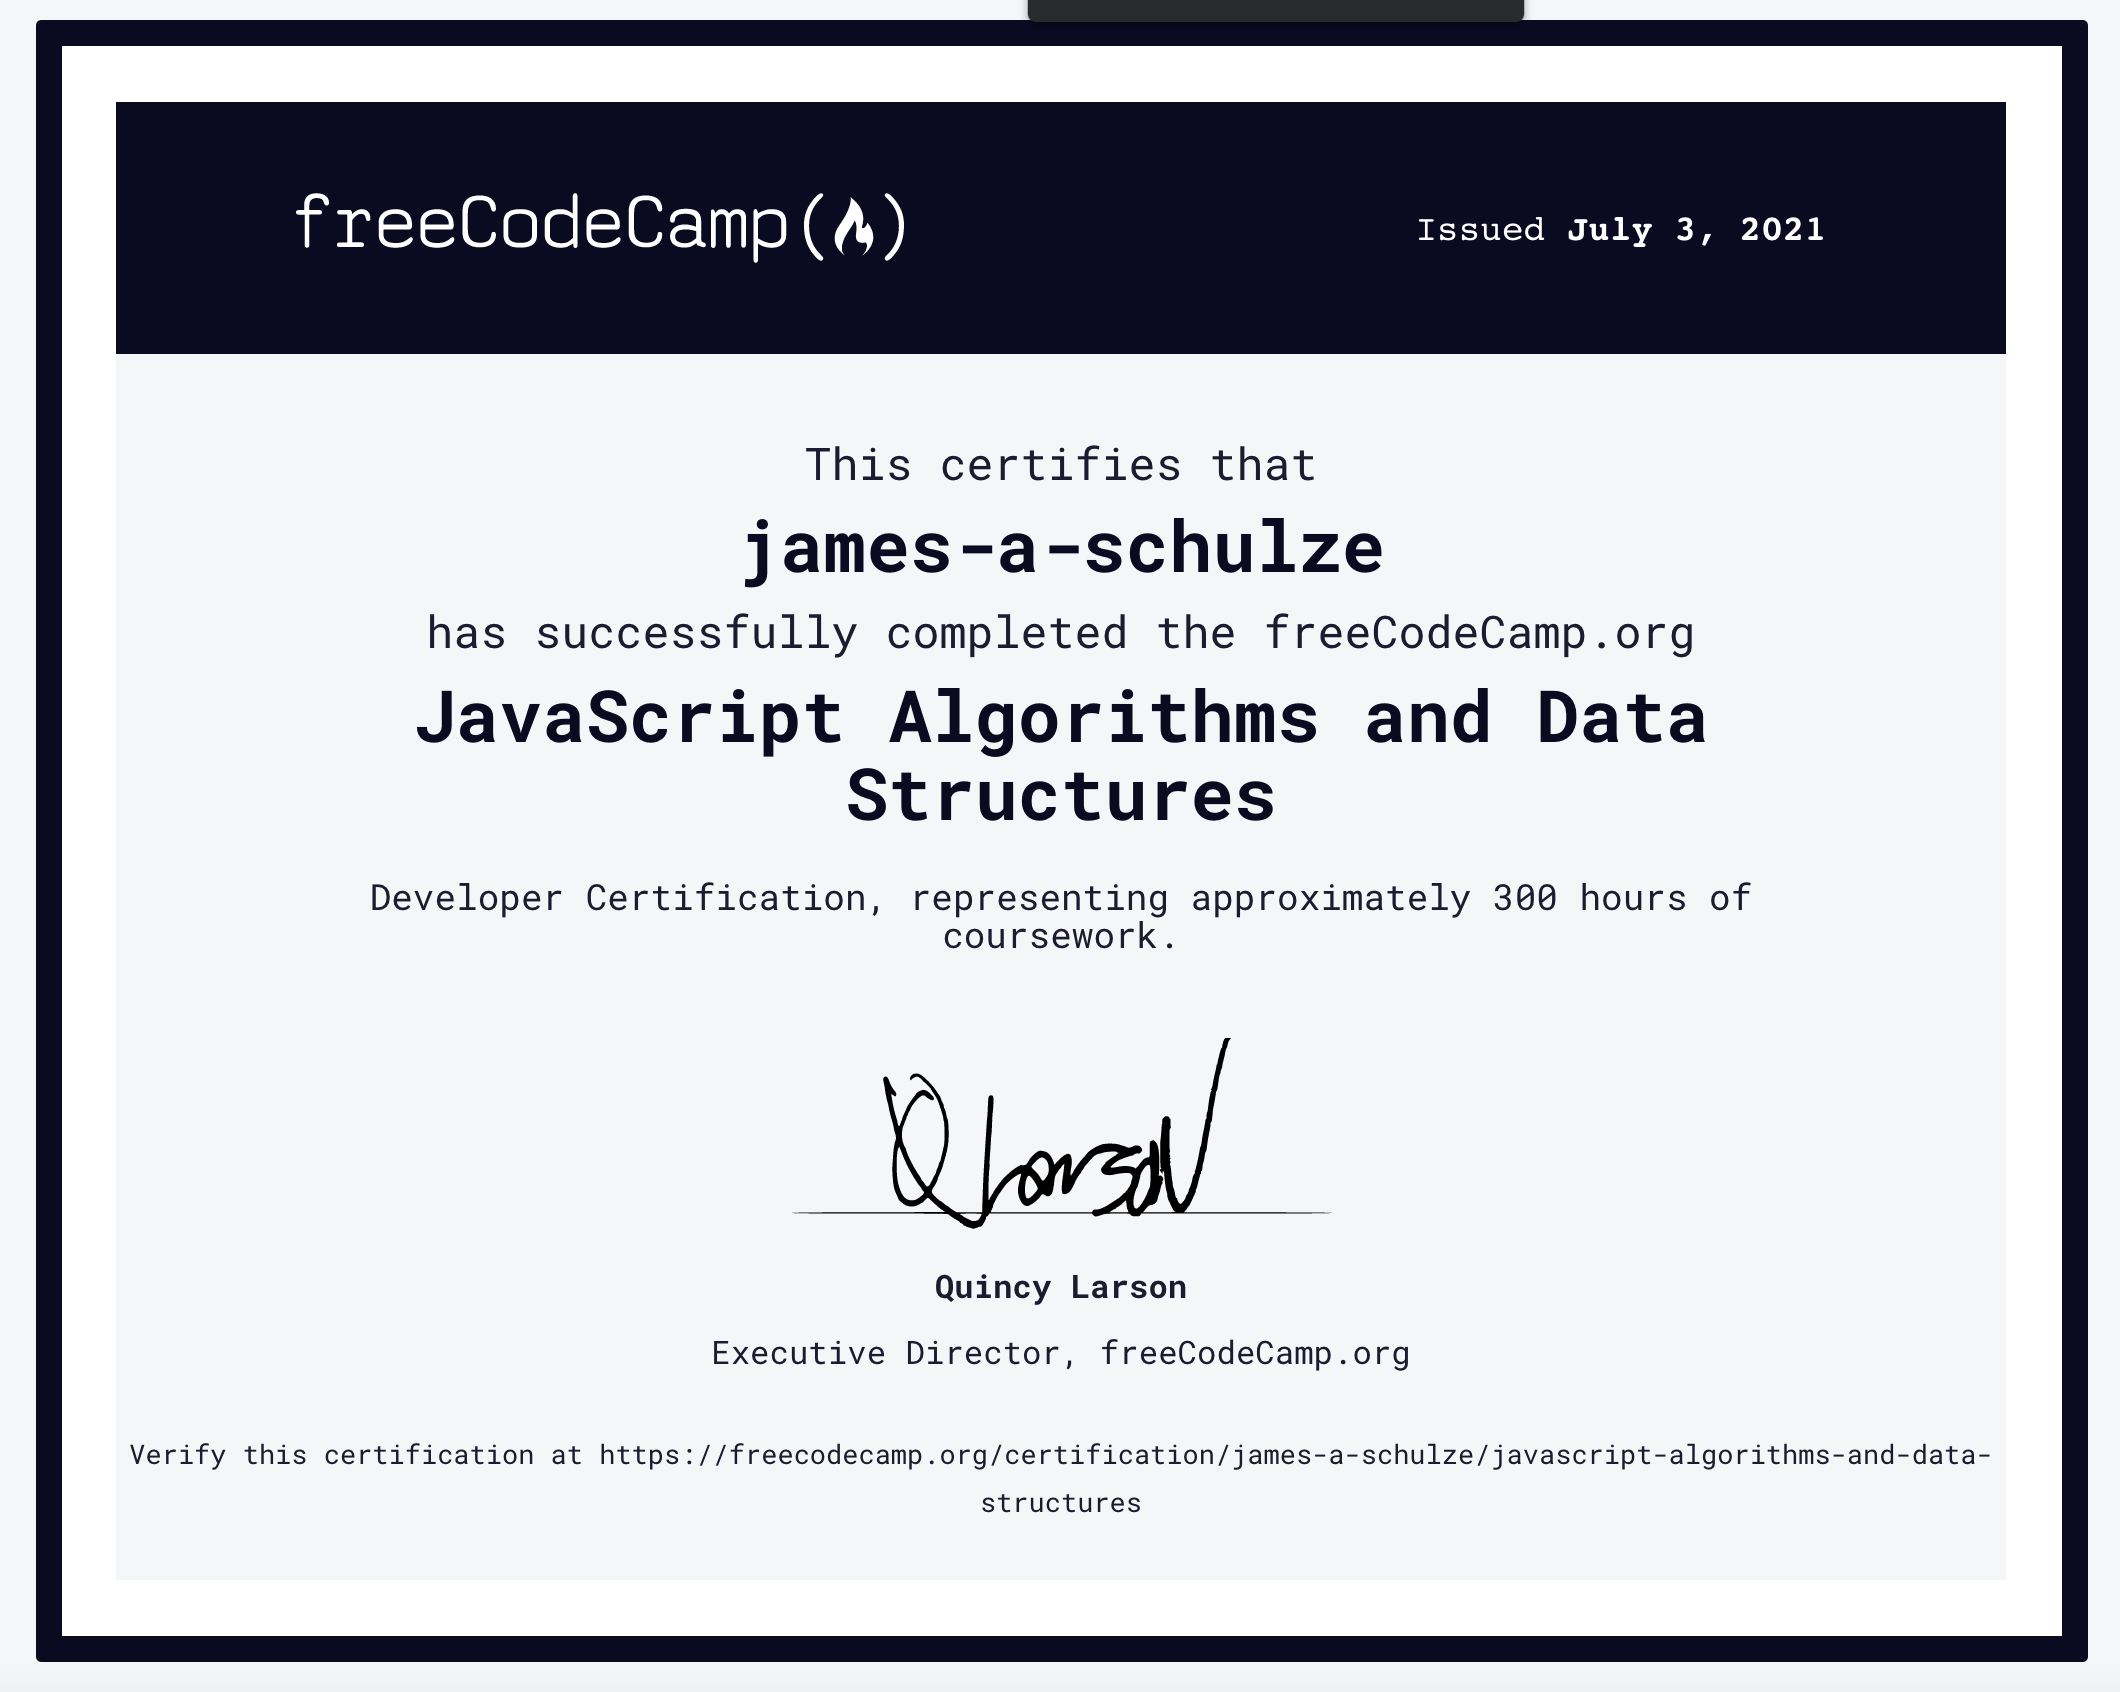 freeCodeCamp(🔥)
Issued July 3, 2021
This certifies that
james-a-schulze
has successfully completed the freeCodeCamp.org
JavaScript Algorithms and Data
Structures
Developer Certification, representing approximately 300 hours of
coursework.
Q Larson
Quincy Larson
Executive Director, freeCodeCamp.org
Verify this certification at https://freecodecamp.org/certification/james-a-schulze/javascript-algorithms-and-data-
structures